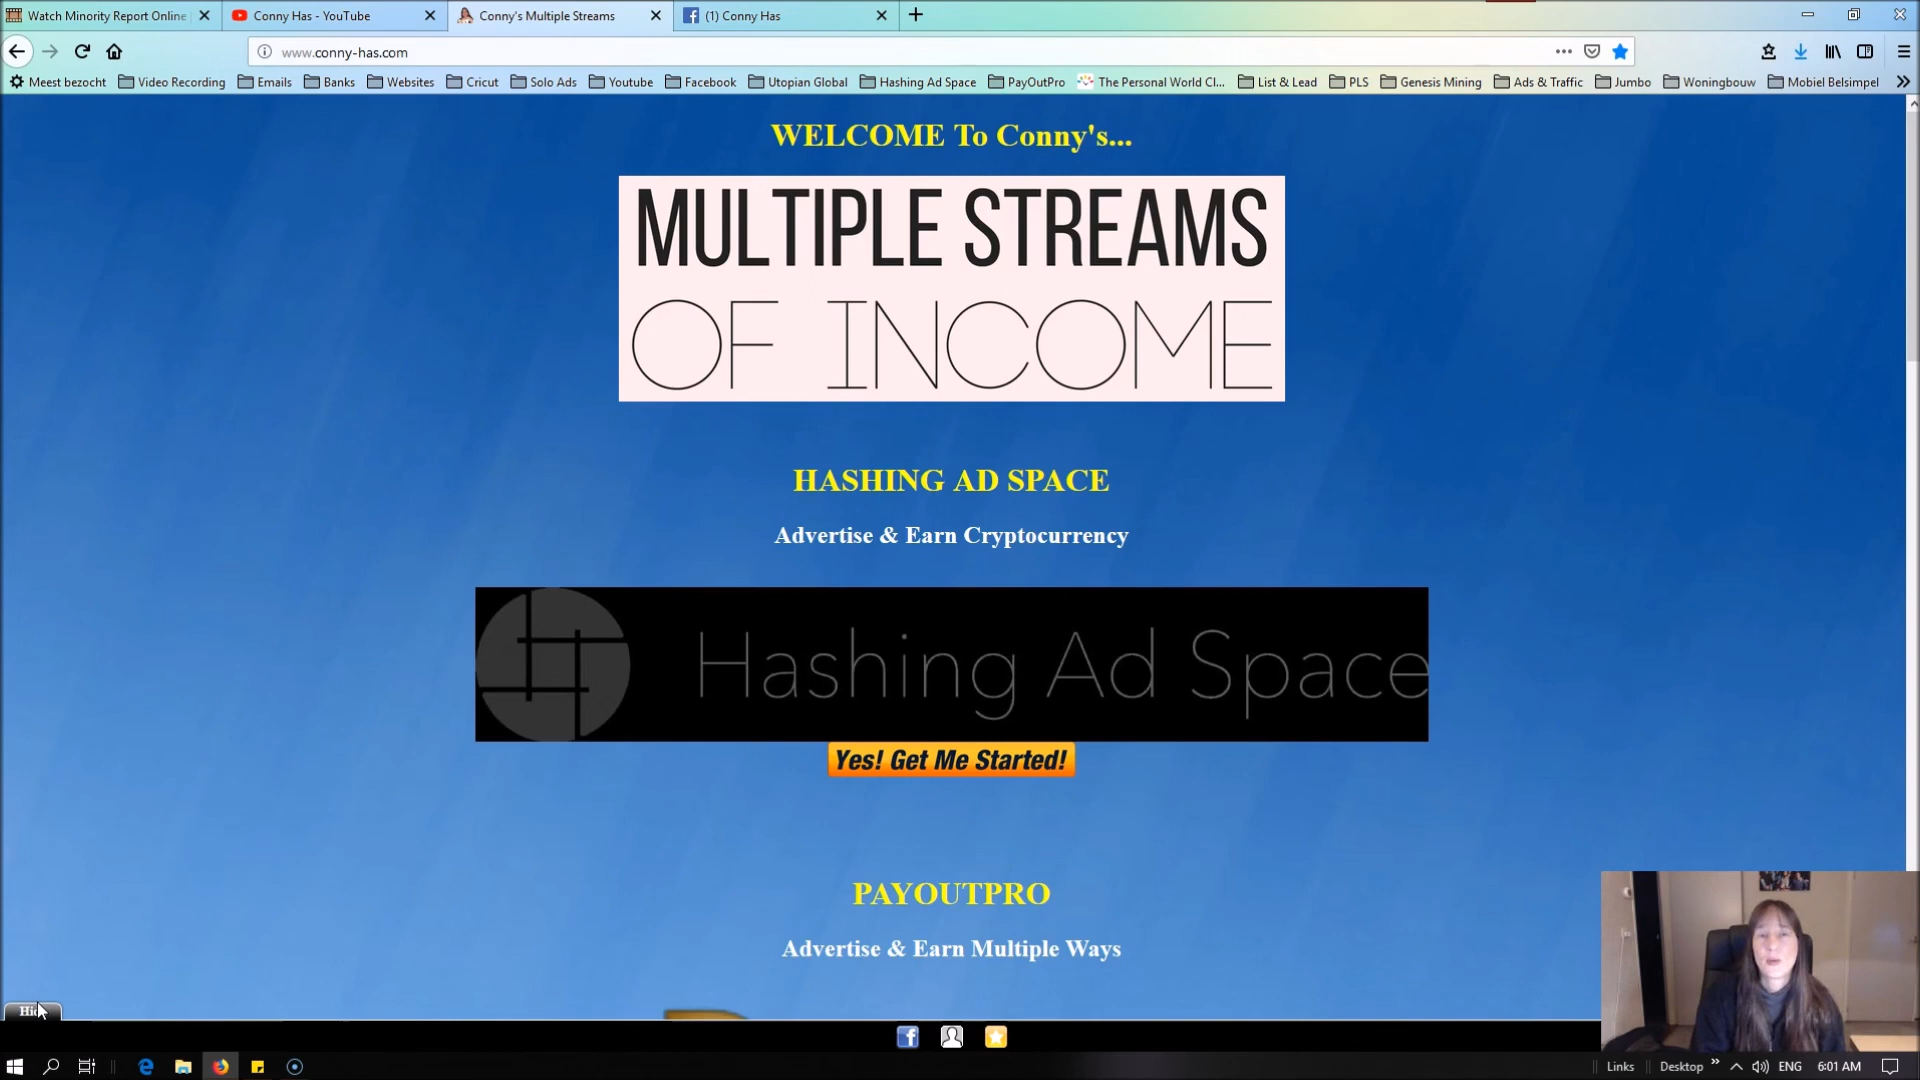 Watch Minority Report Online
Conny Has - YouTube
Conny's Multiple Streams
(1) Conny Has
www.conny-has.com
Meest bezocht
Video Recording
Emails
Banks
Websites
Cricut
Solo Ads
Youtube
Facebook
Utopian Global
Hashing Ad Space
PayOutPro
The Personal World Cl...
List & Lead
PLS
Genesis Mining
Ads & Traffic
Jumbo
Woningbouw
Mobiel Belsimpel
WELCOME To Conny's...
MULTIPLE STREAMS
OF INCOME
HASHING AD SPACE
Advertise & Earn Cryptocurrency
Hashing Ad Space
Yes! Get Me Started!
PAYOUTPRO
Advertise & Earn Multiple Ways
Links
Desktop
ENG
6:01 AM